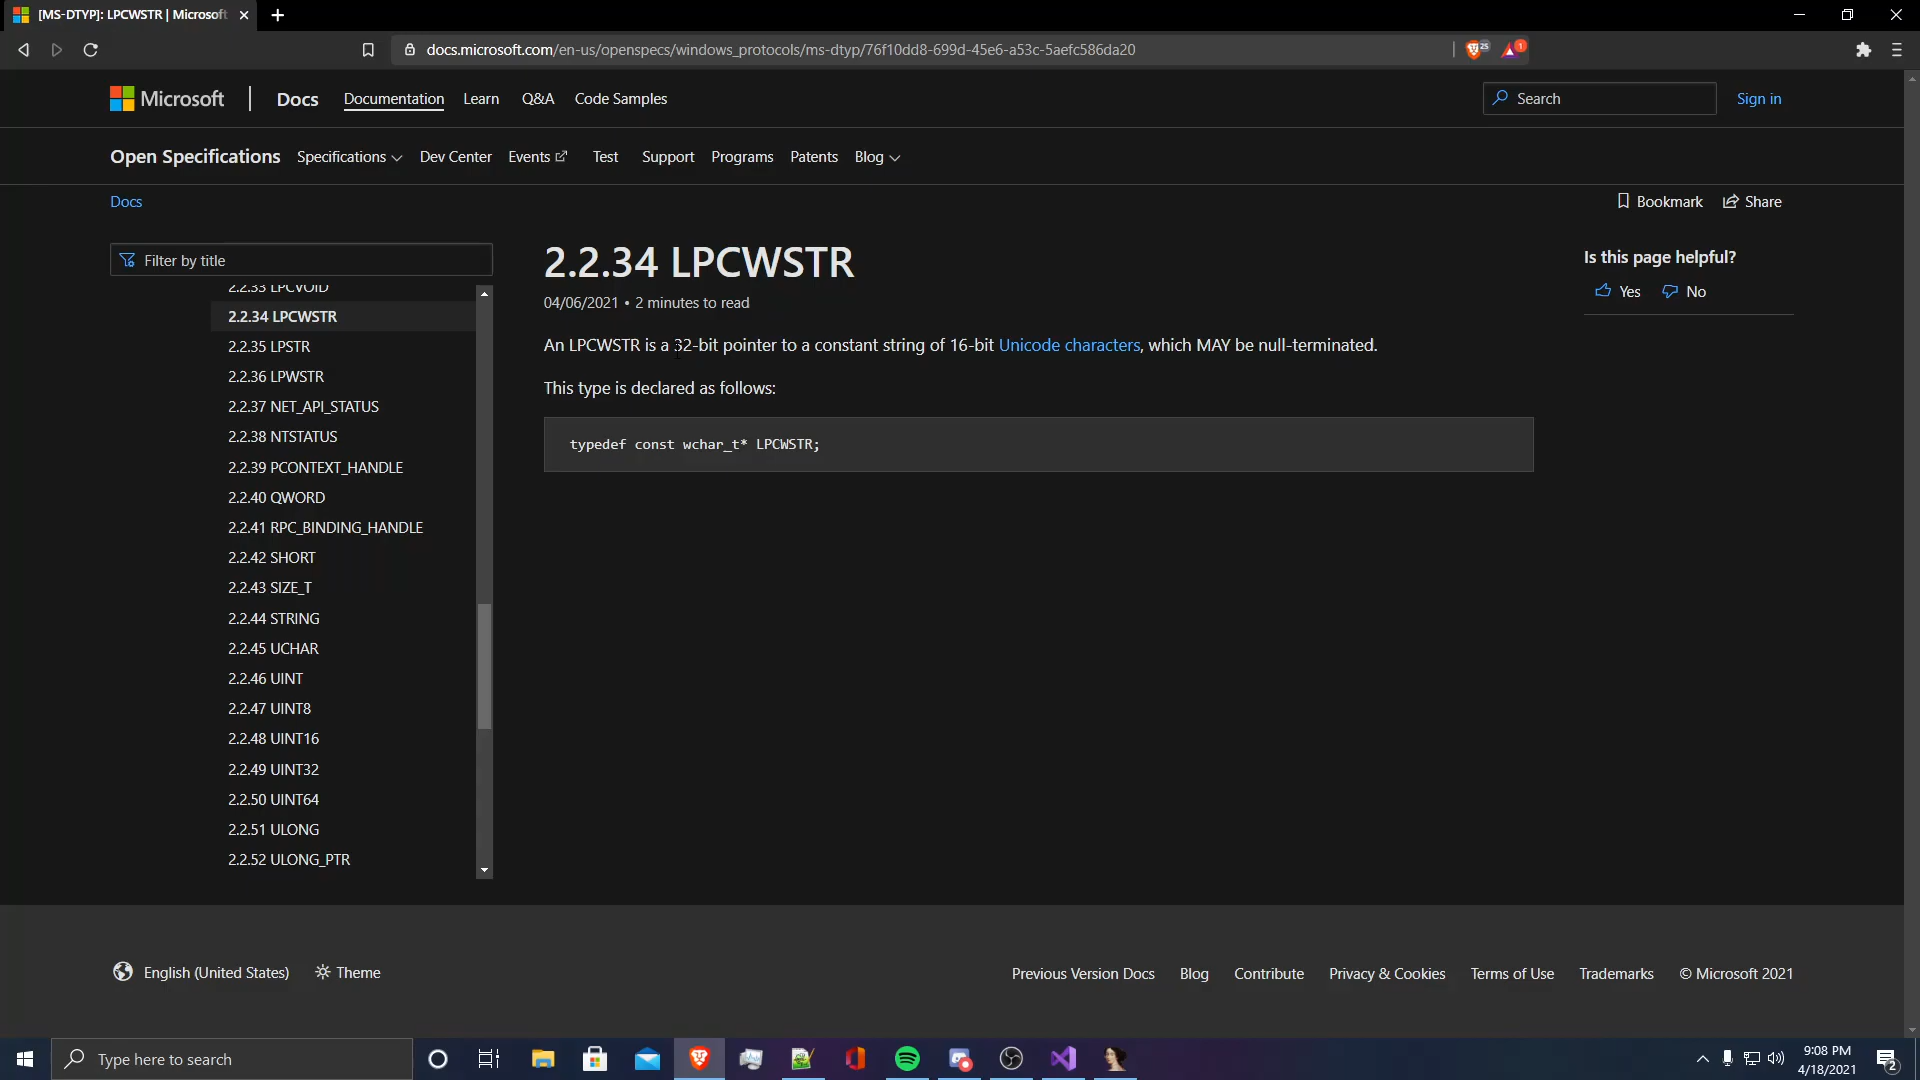 [MS-DTYP]: LPCWSTR | Microsoft
docs.microsoft.com/en-us/openspecs/windows_protocols/ms-dtyp/76f10dd8-699d-45e6-a53c-5aefc586da20
25
1
Microsoft
Docs
Documentation
Learn
Q&A
Code Samples
Search
Sign in
Open Specifications
Specifications
Dev Center
Events
Test
Support
Programs
Patents
Blog
Docs
Bookmark
Share
Filter by title
2.2.33 LPCVOID
2.2.34 LPCWSTR
2.2.35 LPSTR
2.2.36 LPWSTR
2.2.37 NET_API_STATUS
2.2.38 NTSTATUS
2.2.39 PCONTEXT_HANDLE
2.2.40 QWORD
2.2.41 RPC_BINDING_HANDLE
2.2.42 SHORT
2.2.43 SIZE_T
2.2.44 STRING
2.2.45 UCHAR
2.2.46 UINT
2.2.47 UINT8
2.2.48 UINT16
2.2.49 UINT32
2.2.50 UINT64
2.2.51 ULONG
2.2.52 ULONG_PTR
2.2.34 LPCWSTR
04/06/2021 • 2 minutes to read
An LPCWSTR is a 32-bit pointer to a constant string of 16-bit Unicode characters, which MAY be null-terminated.
This type is declared as follows:
typedef const wchar_t* LPCWSTR;
Is this page helpful?
Yes
No
English (United States)
Theme
Previous Version Docs
Blog
Contribute
Privacy & Cookies
Terms of Use
Trademarks
© Microsoft 2021
Type here to search
9:08 PM
4/18/2021
2